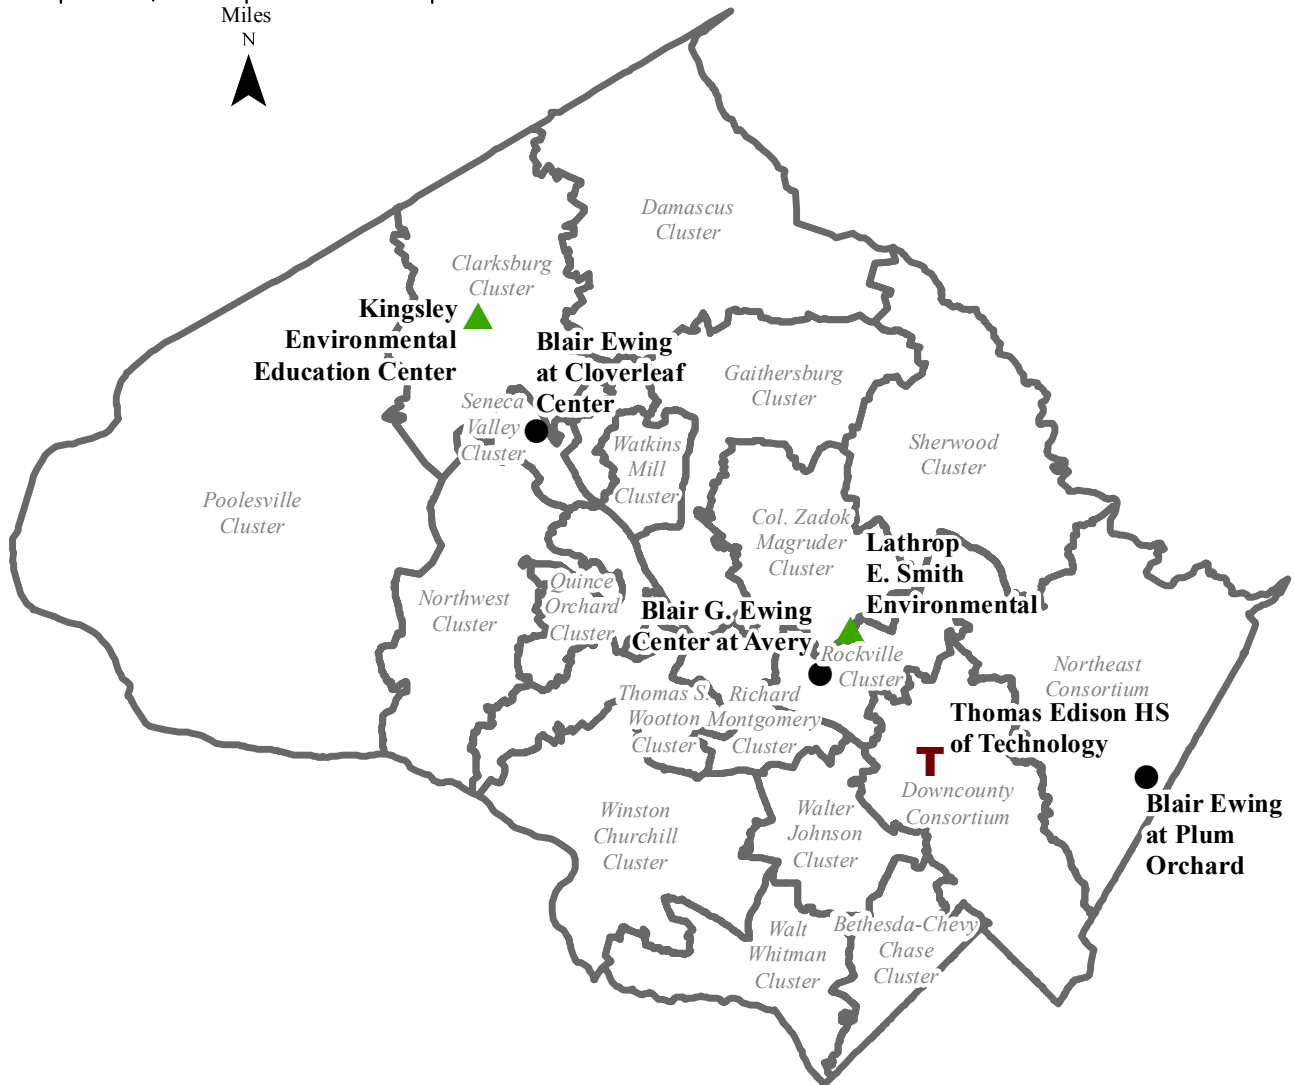 Miles
N
Damascus
Cluster
Clarksburg
Cluster
Kingsley
Environmental
Education Center
Blair Ewing
at Cloverleaf
Center
Gaithersburg
Cluster
Seneca
Valley
Cluster
Watkins
Mill
Cluster
Sherwood
Cluster
Poolesville
Cluster
Col. Zadok
Magruder
Cluster
Lathrop
E. Smith
Environmental
Quince
Orchard
Cluster
Northwest
Cluster
Blair G. Ewing
Center at Avery
Rockville
Cluster
Northeast
Consortium
Thomas S.
Wootton
Cluster
Richard
Montgomery
Cluster
Thomas Edison HS
of Technology
T
Downcounty
Consortium
Blair Ewing
at Plum
Orchard
Winston
Churchill
Cluster
Walter
Johnson
Cluster
Walt
Whitman
Cluster
Bethesda-Chevy
Chase
Cluster